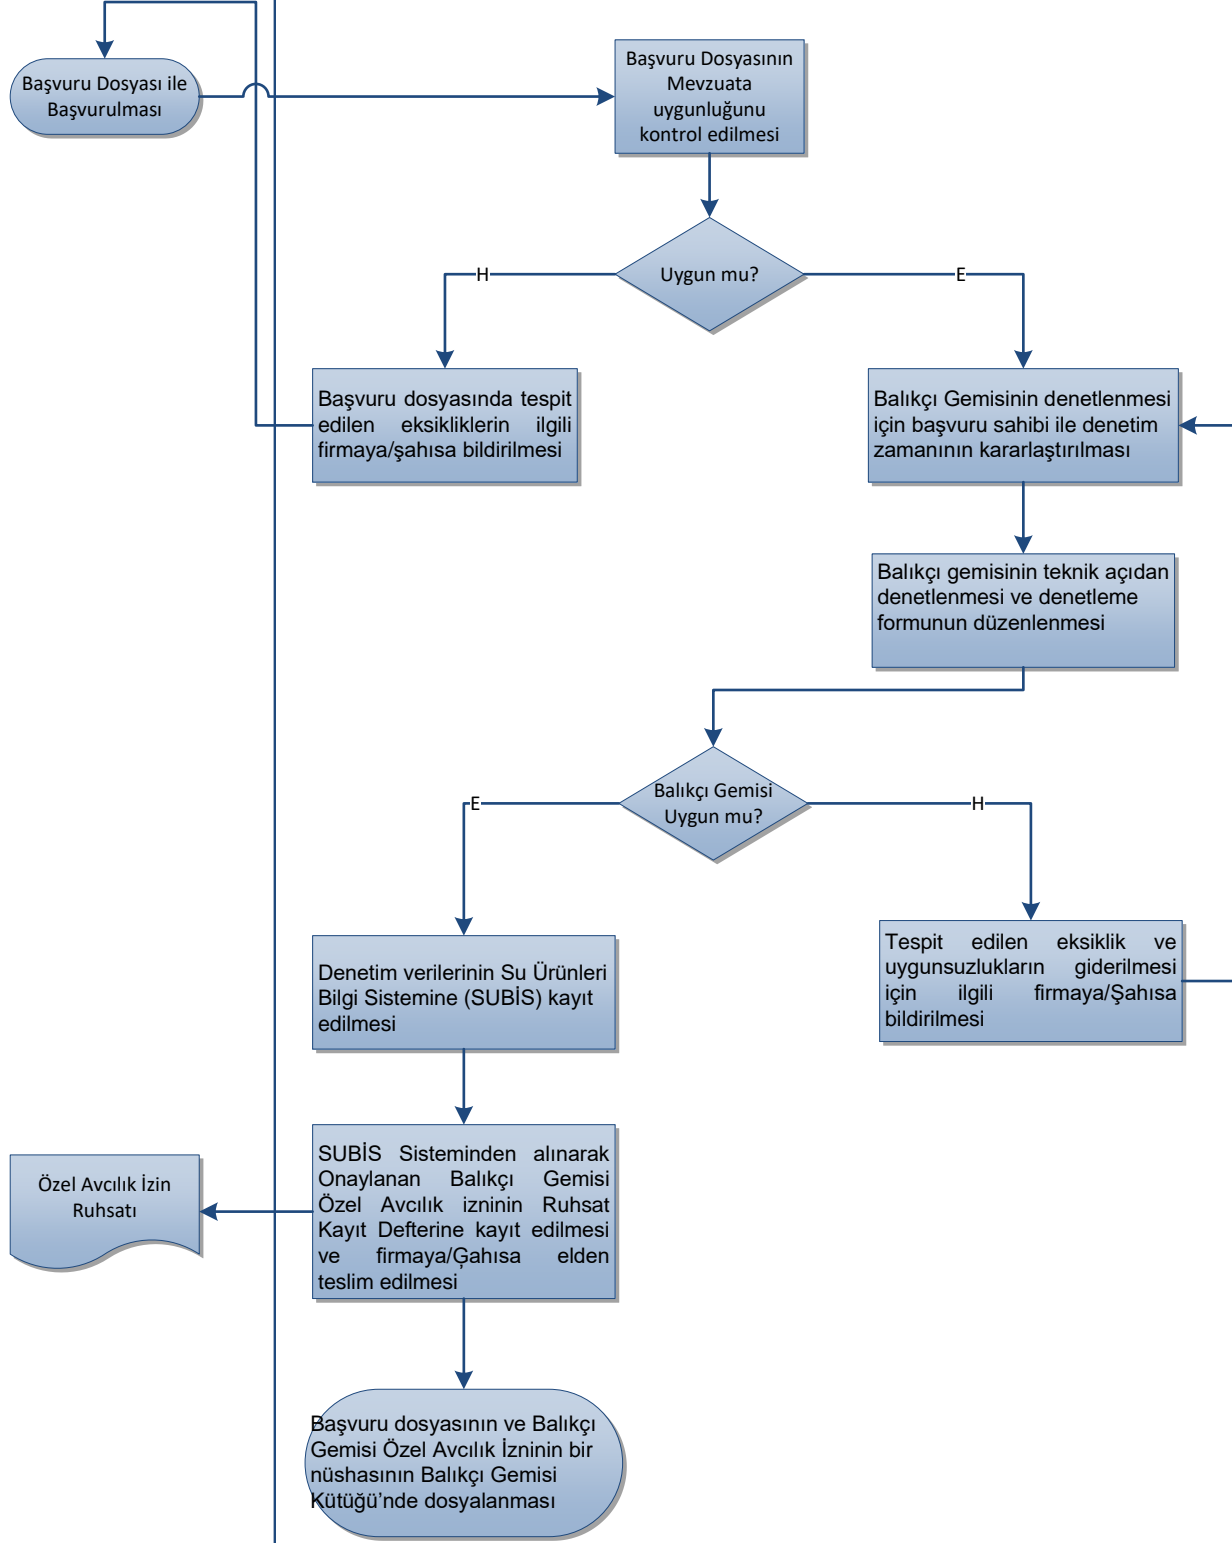 Başvuru Dosyası ile
Başvurulması
Başvuru Dosyasının
Mevzuata
uygunluğunu
kontrol edilmesi
Uygun mu?
H
E
Başvuru dosyasında tespit
edilen eksikliklerin ilgili
firmaya/şahısa bildirilmesi
Balıkçı Gemisinin denetlenmesi
için başvuru sahibi ile denetim
zamanının kararlaştırılması
Balıkçı gemisinin teknik açıdan
denetlenmesi ve denetleme
formunun düzenlenmesi
Balıkçı Gemisi
Uygun mu?
E
H
Denetim verilerinin Su Ürünleri
Bilgi Sistemine (SUBİS) kayıt
edilmesi
Tespit edilen eksiklik ve
uygunsuzlukların giderilmesi
için ilgili firmaya/Şahısa
bildirilmesi
SUBİS Sisteminden alınarak
Onaylanan Balıkçı Gemisi
Özel Avcılık izninin Ruhsat
Kayıt Defterine kayıt edilmesi
ve firmaya/Ģahısa elden
teslim edilmesi
Özel Avcılık İzin
Ruhsatı
Başvuru dosyasının ve Balıkçı
Gemisi Özel Avcılık İzninin bir
nüshasının Balıkçı Gemisi
Kütüğü'nde dosyalanması